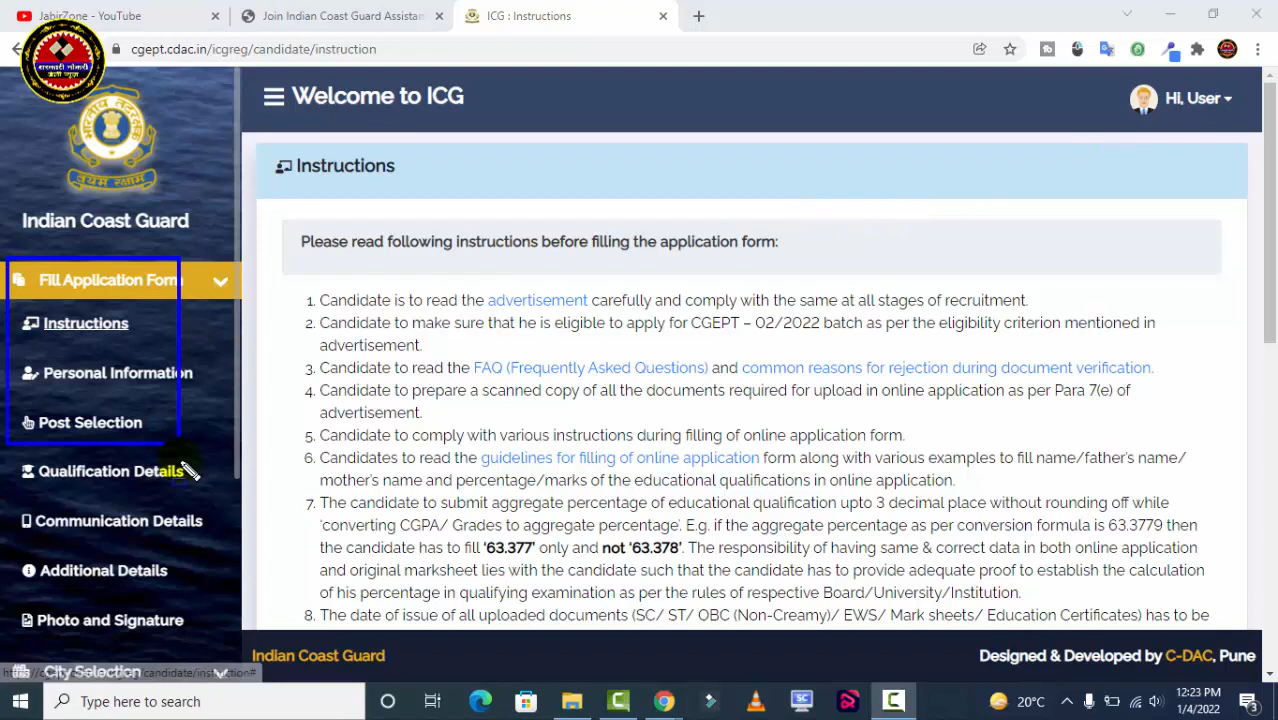 JabirZone - YouTube
Join Indian Coast Guard Assistan
ICG : Instructions
cgept.cdac.in/icgreg/candidate/instruction
सरकारी नोकरी
Welcome to ICG
Hi, User
Instructions
Indian Coast Guard
Please read following instructions before filling the application form:
Fill Application Form
Instructions
Personal Information
Post Selection
Qualification Details
Communication Details
Additional Details
Photo and Signature
City Selection
https://cgept.cdac.in/icgreg/candidate/instruction#
1. Candidate is to read the advertisement carefully and comply with the same at all stages of recruitment.
2. Candidate to make sure that he is eligible to apply for CGEPT – 02/2022 batch as per the eligibility criterion mentioned in
advertisement.
3. Candidate to read the FAQ (Frequently Asked Questions) and common reasons for rejection during document verification.
4. Candidate to prepare a scanned copy of all the documents required for upload in online application as per Para 7(e) of
advertisement.
5. Candidate to comply with various instructions during filling of online application form.
6. Candidates to read the guidelines for filling of online application form along with various examples to fill name/father's name/
mother's name and percentage/marks of the educational qualifications in online application.
7. The candidate to submit aggregate percentage of educational qualification upto 3 decimal place without rounding off while
'converting CGPA/ Grades to aggregate percentage'. E.g. if the aggregate percentage as per conversion formula is 63.3779 then
the candidate has to fill '63.377' only and not '63.378'. The responsibility of having same & correct data in both online application
and original marksheet lies with the candidate such that the candidate has to provide adequate proof to establish the calculation
of his percentage in qualifying examination as per the rules of respective Board/University/Institution.
8. The date of issue of all uploaded documents (SC/ ST/ OBC (Non-Creamy)/ EWS/ Mark sheets/ Education Certificates) has to be
Indian Coast Guard
Designed & Developed by C-DAC, Pune
Type here to search
20°C
12:23 PM
1/4/2022
3